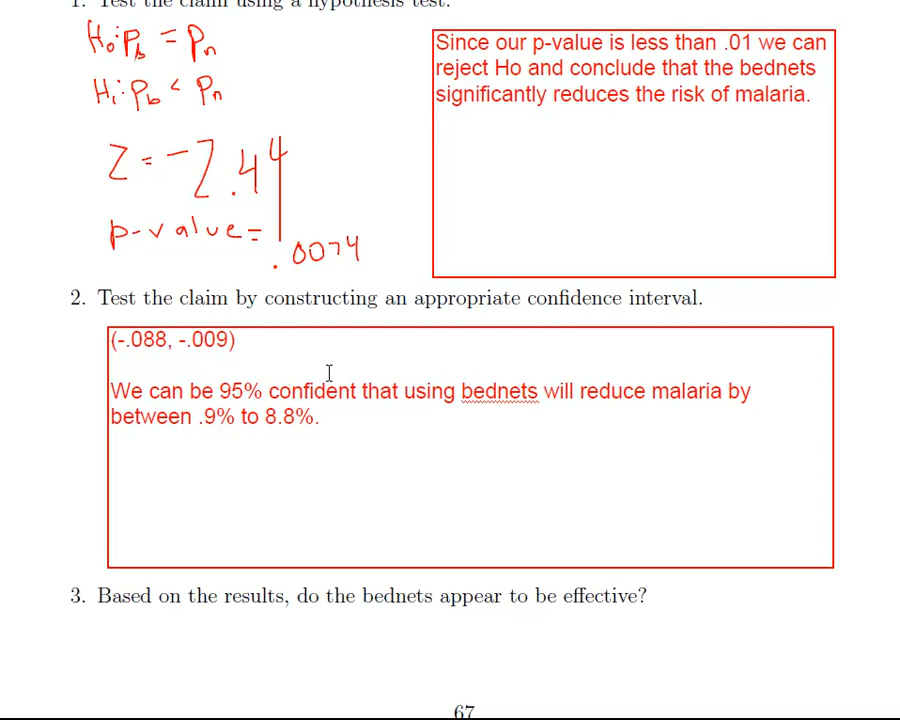 1. Test the claim using a hypothesis test.
H₀: P_b = P_n
H₁: P_b < P_n
Z = -2.44
p-value =
.0074
Since our p-value is less than .01 we can
reject Ho and conclude that the bednets
significantly reduces the risk of malaria.
2. Test the claim by constructing an appropriate confidence interval.
(-.088, -.009)
We can be 95% confident that using bednets will reduce malaria by
between .9% to 8.8%.
3. Based on the results, do the bednets appear to be effective?
67